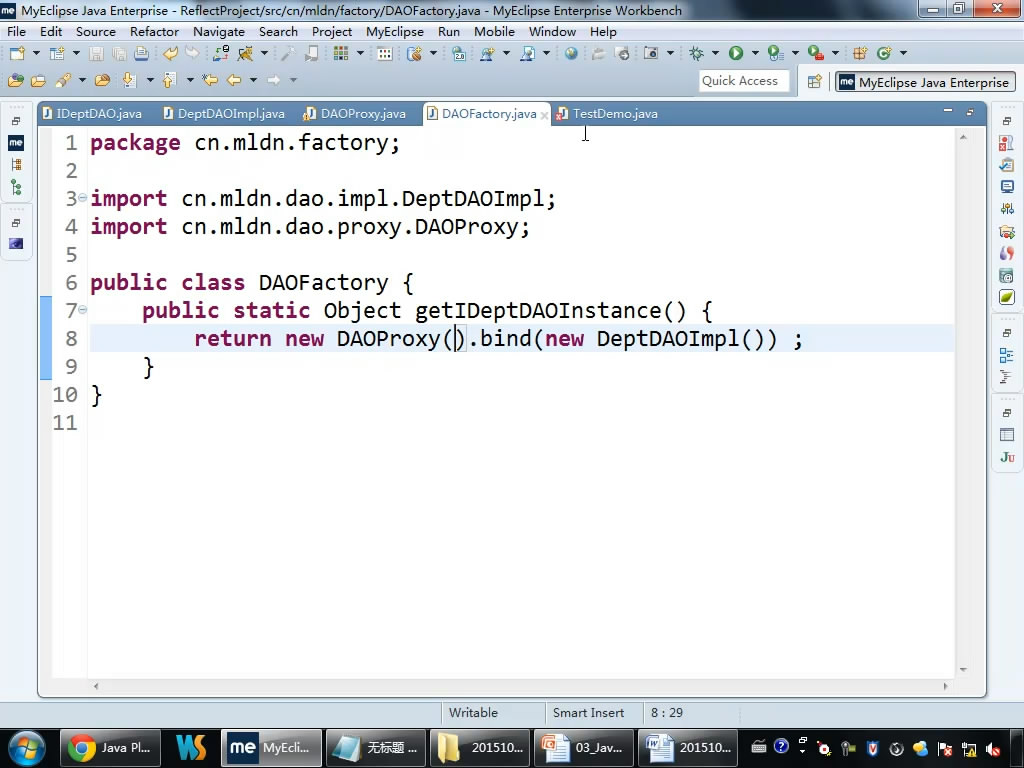 MyEclipse Java Enterprise - ReflectProject/src/cn/mldn/factory/DAOFactory.java - MyEclipse Enterprise Workbench
File Edit Source Refactor Navigate Search Project MyEclipse Run Mobile Window Help
Quick Access
MyEclipse Java Enterprise
IDeptDAO.java DeptDAOImpl.java DAOProxy.java DAOFactory.java TestDemo.java
1 package cn.mldn.factory;
2
3 import cn.mldn.dao.impl.DeptDAOImpl;
4 import cn.mldn.dao.proxy.DAOProxy;
5
6 public class DAOFactory {
7 public static Object getIDeptDAOInstance() {
8 return new DAOProxy().bind(new DeptDAOImpl()) ;
9 }
10 }
11
Writable Smart Insert 8 : 29
Java Pl... MyEcli... 无标题 ... 201510... 03_Jav... 201510...